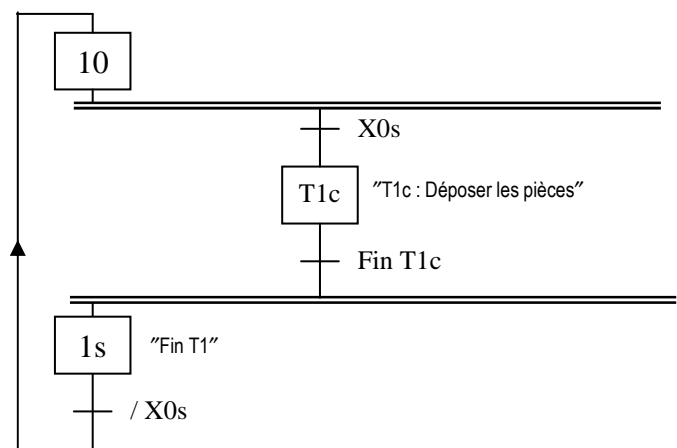 10
X0s
T1c
″T1c : Déposer les pièces″
Fin T1c
1s
″Fin T1″
/ X0s